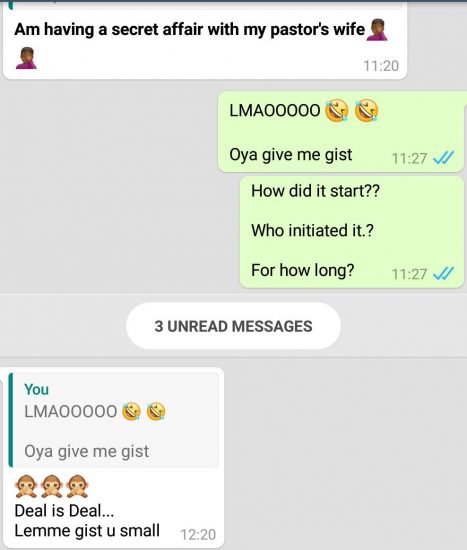 Am having a secret affair with my pastor's wife 🤦🏾‍♂️
🤦🏾‍♂️
11:20
LMAOOOOO 🤣 🤣
Oya give me gist
11:27
How did it start??
Who initiated it.?
For how long?
11:27
3 UNREAD MESSAGES
You
LMAOOOOO 🤣 🤣
Oya give me gist
🙊🙊🙊
Deal is Deal...
Lemme gist u small
12:20